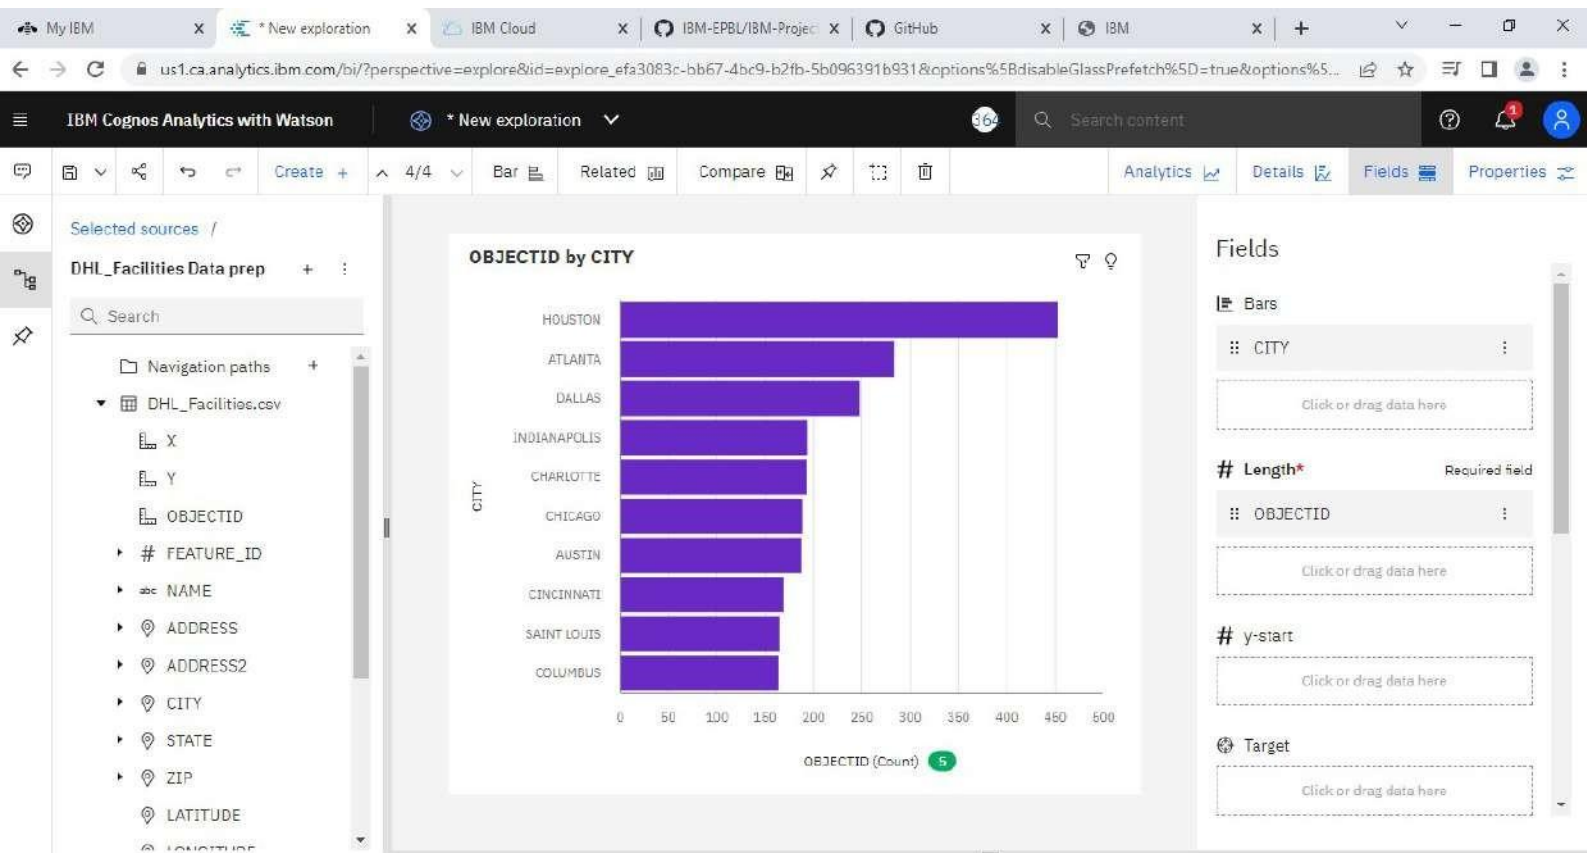 My IBM
* New exploration
IBM Cloud
IBM-EPBL/IBM-Projec
GitHub
IBM
us1.ca.analytics.ibm.com/bi/?perspective=explore&id=explore_efa3083c-bb67-4bc9-b2fb-5b096391b931&options%5BdisableGlassPrefetch%5D=true&options%5...
IBM Cognos Analytics with Watson
* New exploration
364
Search content
1
Create +
4/4
Bar
Related
Compare
Analytics
Details
Fields
Properties
Selected sources /
DHL_Facilities Data prep
Search
Navigation paths
DHL_Facilities.csv
X
Y
OBJECTID
# FEATURE_ID
abc NAME
ADDRESS
ADDRESS2
CITY
STATE
ZIP
LATITUDE
OBJECTID by CITY
CITY
HOUSTON
ATLANTA
DALLAS
INDIANAPOLIS
CHARLOTTE
CHICAGO
AUSTIN
CINCINNATI
SAINT LOUIS
COLUMBUS
0 50 100 150 200 250 300 350 400 450 500
OBJECTID (Count) 5
Fields
Bars
CITY
Click or drag data here
# Length* Required field
OBJECTID
Click or drag data here
# y-start
Click or drag data here
Target
Click or drag data here